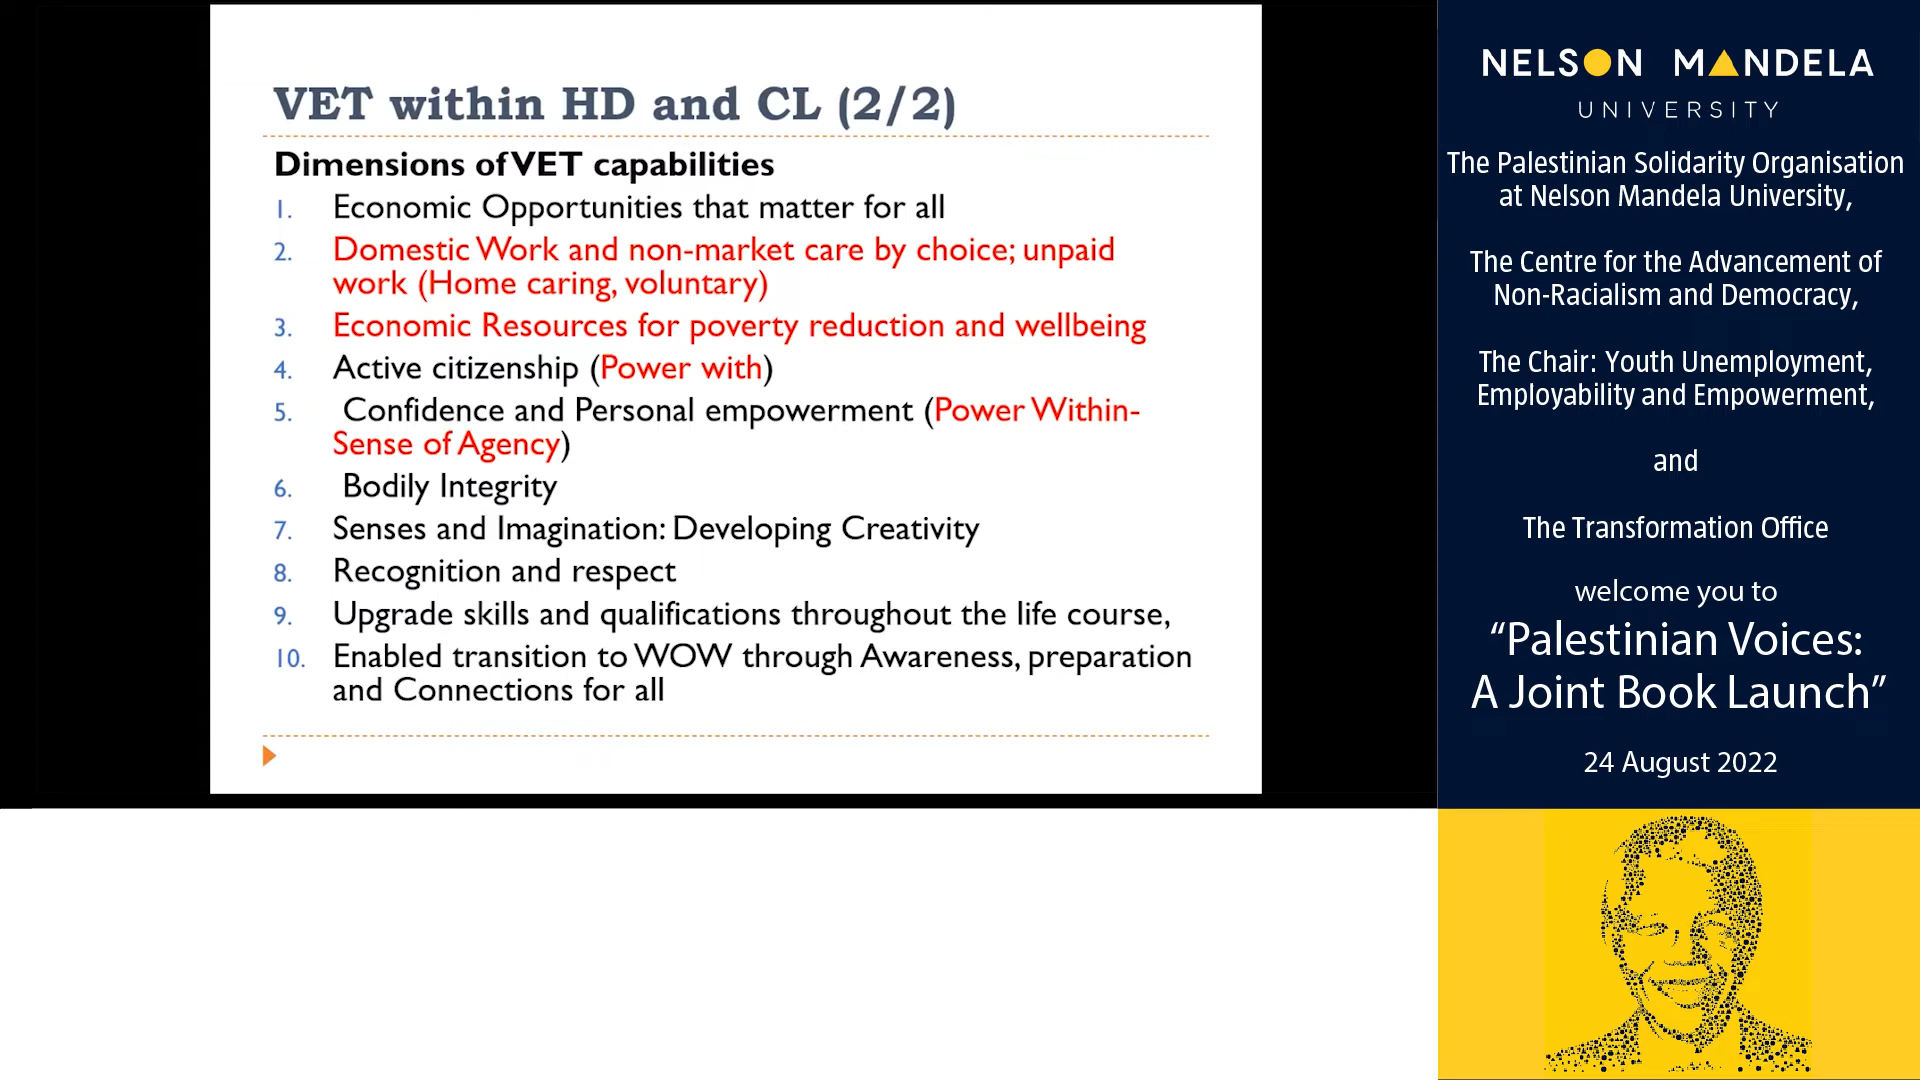 VET within HD and CL (2/2)
Dimensions of VET capabilities
1. Economic Opportunities that matter for all
2. Domestic Work and non-market care by choice; unpaid
work (Home caring, voluntary)
3. Economic Resources for poverty reduction and wellbeing
4. Active citizenship (Power with)
5. Confidence and Personal empowerment (Power Within-
Sense of Agency)
6. Bodily Integrity
7. Senses and Imagination: Developing Creativity
8. Recognition and respect
9. Upgrade skills and qualifications throughout the life course,
10. Enabled transition to WOW through Awareness, preparation
and Connections for all
NELSON MANDELA
UNIVERSITY
The Palestinian Solidarity Organisation
at Nelson Mandela University,
The Centre for the Advancement of
Non-Racialism and Democracy,
The Chair: Youth Unemployment,
Employability and Empowerment,
and
The Transformation Office
welcome you to
“Palestinian Voices:
A Joint Book Launch”
24 August 2022